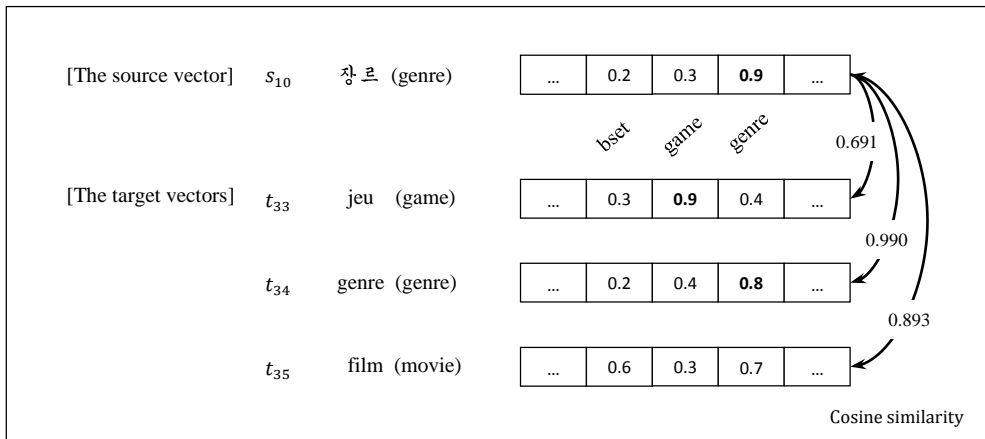 [The source vector] s₁₀ 장르 (genre) ... 0.2 0.3 0.9 ...
bset game genre
0.691
[The target vectors] t₃₃ jeu (game) ... 0.3 0.9 0.4 ...
0.990
t₃₄ genre (genre) ... 0.2 0.4 0.8 ...
0.893
t₃₅ film (movie) ... 0.6 0.3 0.7 ...
Cosine similarity